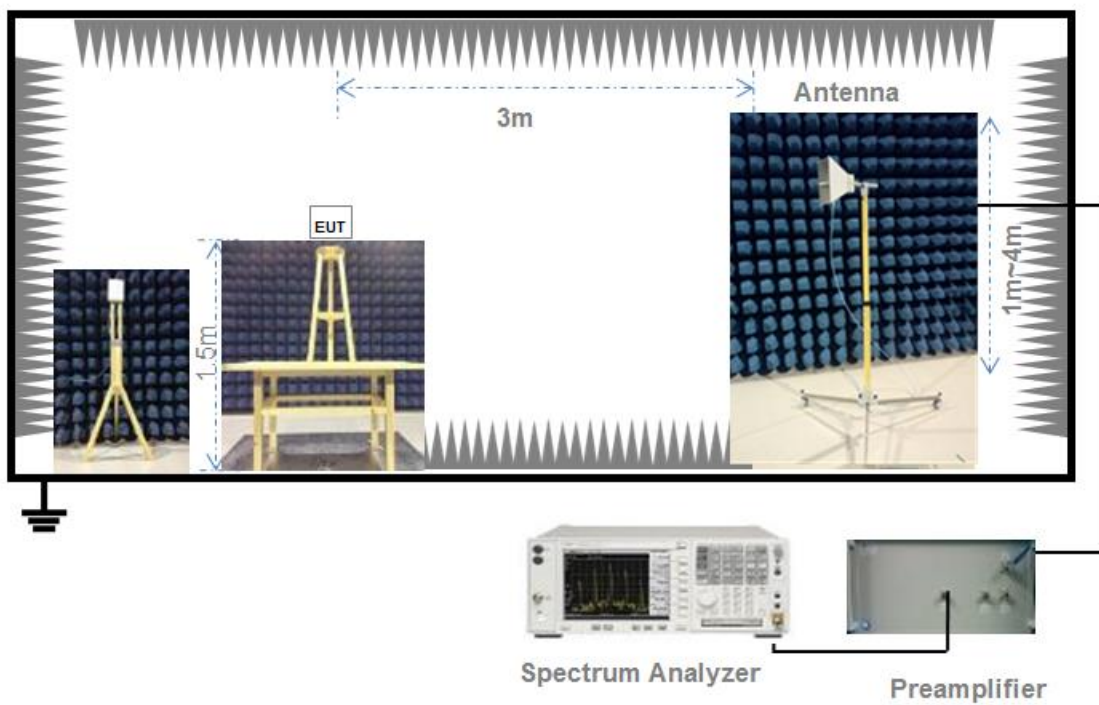 Antenna
3m
EUT
1.5m
1m~4m
Spectrum Analyzer
Preamplifier